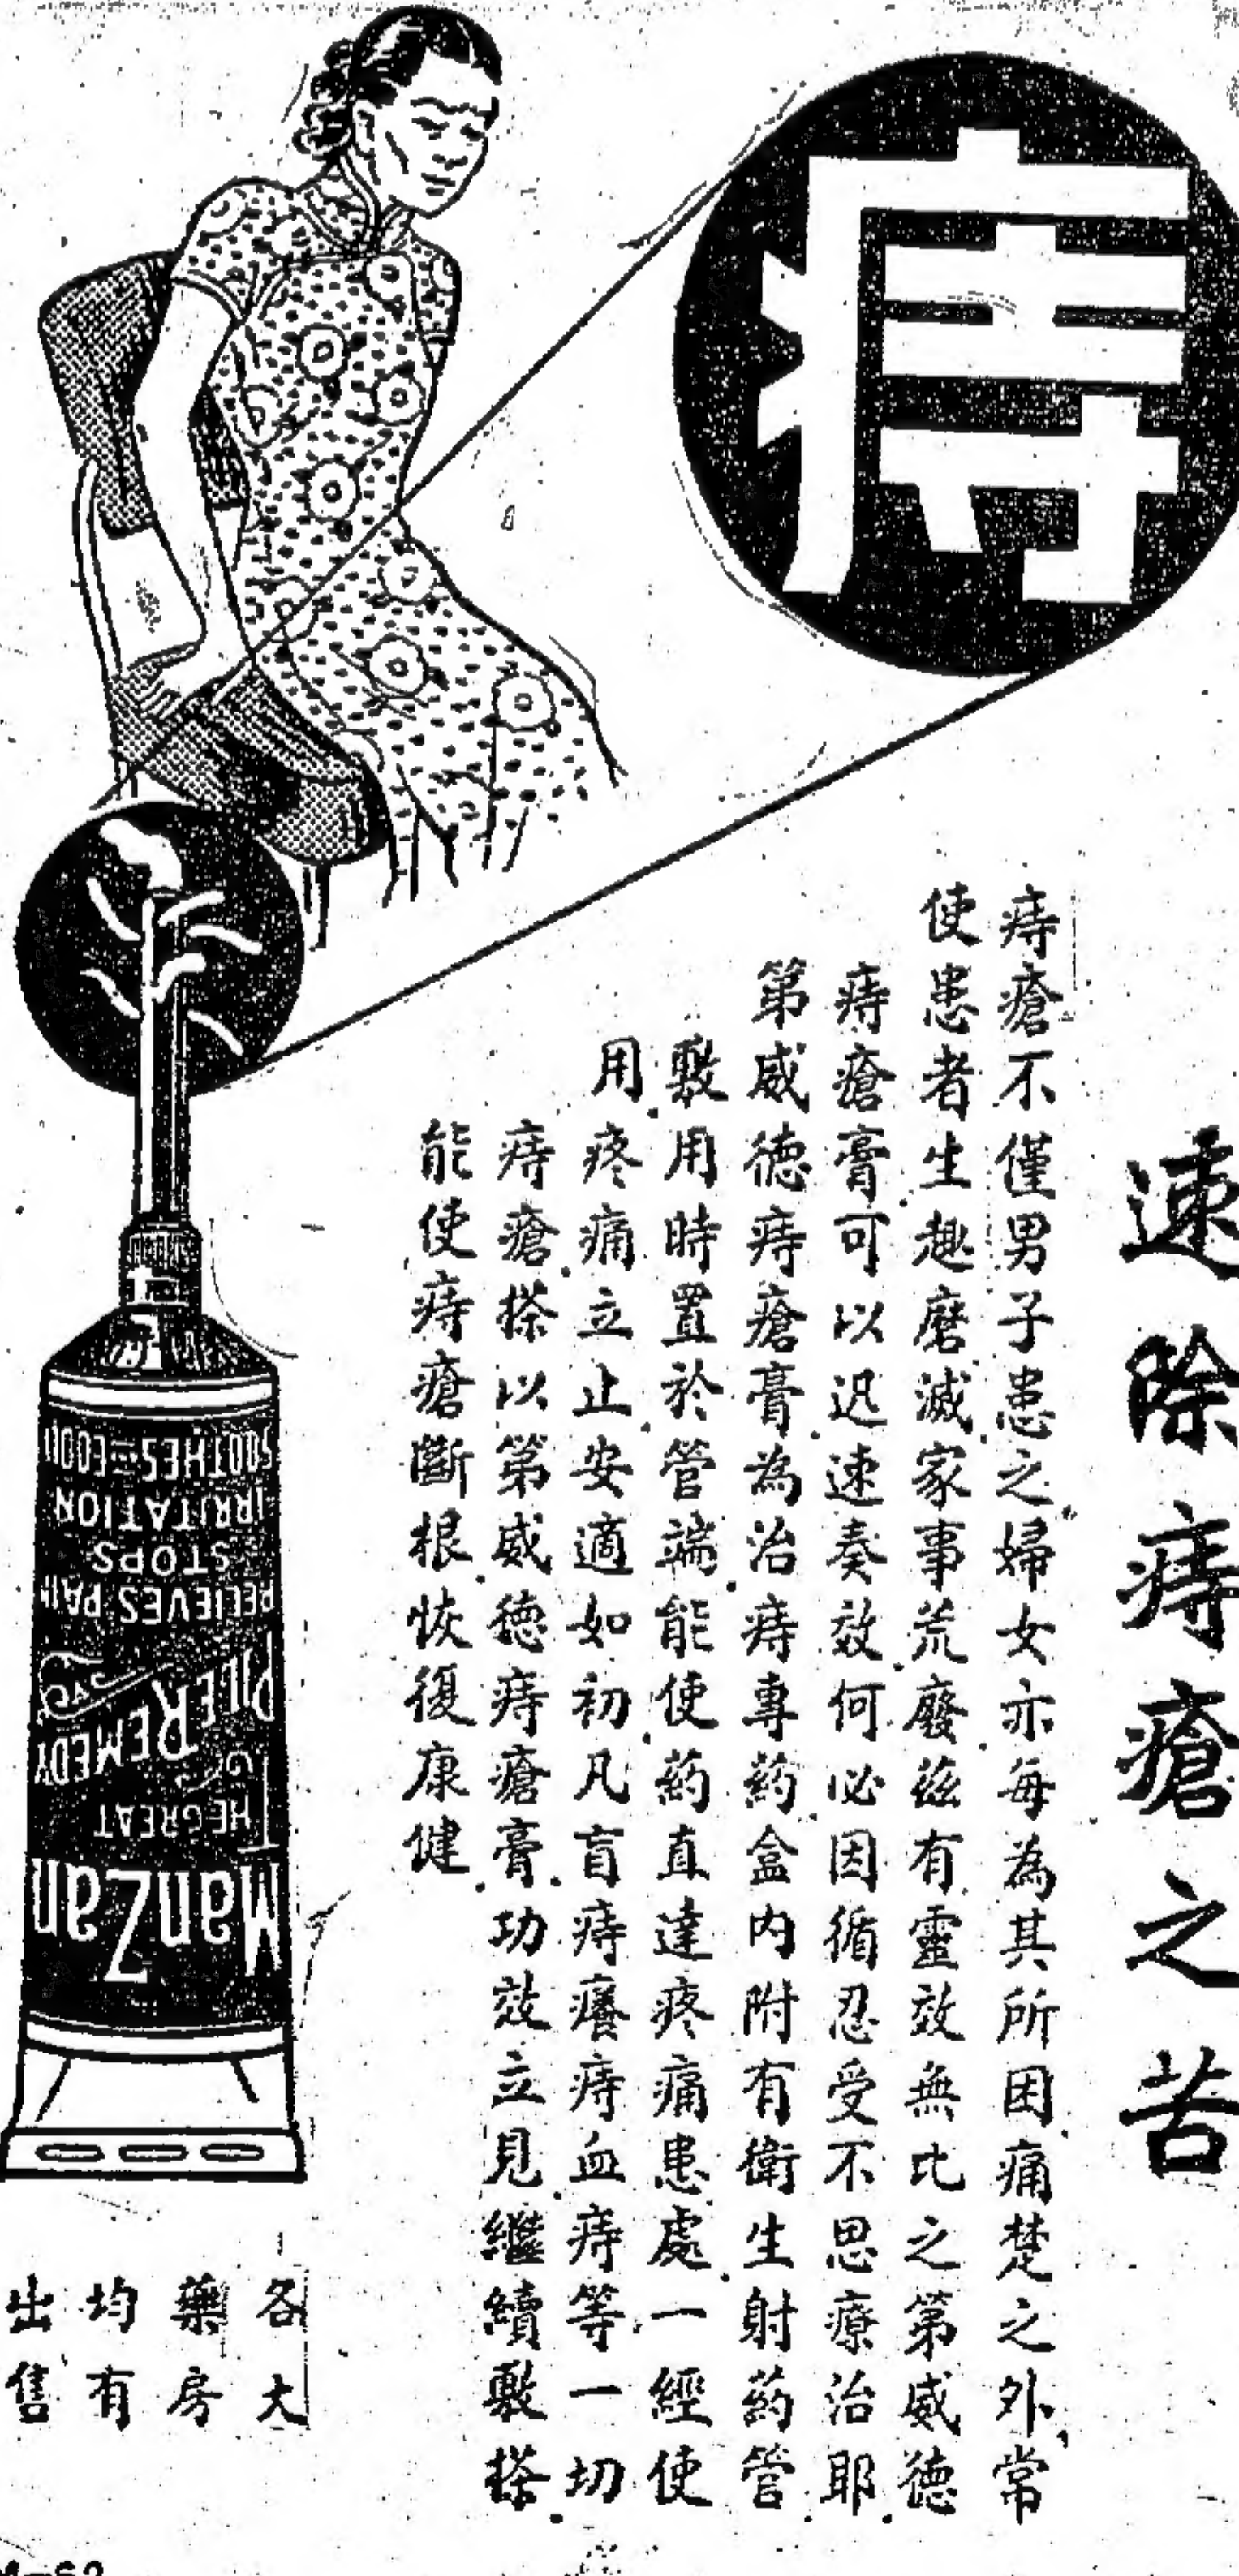 痔
速除痔瘡之苦
痔瘡不僅男子患之婦女亦每為其所困痛楚之外常
使患者生趣磨滅家事荒廢茲有靈效無比之第威德
痔瘡膏可以迅速奏效何必因循忍受不思療治耶
第威德痔瘡膏為治痔專葯盒內附有衛生射葯管
敷用時置於管端能使葯直達疼痛患處一經使
用疼痛立止安適如初凡盲痔癢痔血痔等一切
痔瘡搽以第威德痔瘡膏功效立見繼續敷搽
能使痔瘡斷根恢復康健
ManZan
THE GREAT
PILE REMEDY
RELIEVES PAIN
STOPS
IRRITATION
SOOTHES
各大
藥房
均有
出售